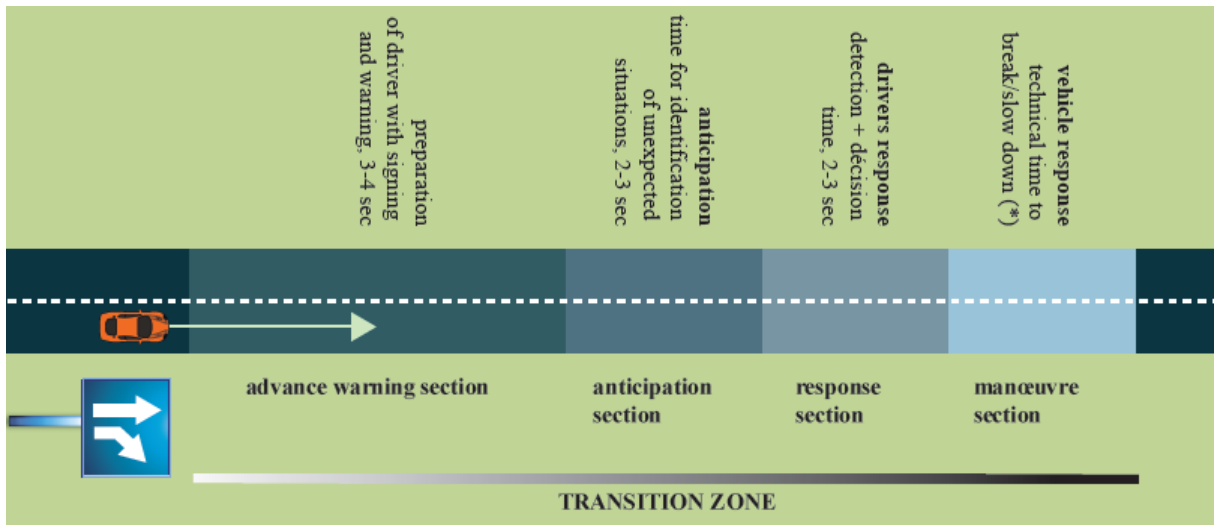 preparation
of driver with signing
and warning, 3-4 sec
anticipation
time for identification
of unexpected
situations, 2-3 sec
drivers response
detection + décision
time, 2-3 sec
vehicle response
technical time to
break/slow down (*)
advance warning section
anticipation
section
response
section
manœuvre
section
TRANSITION ZONE